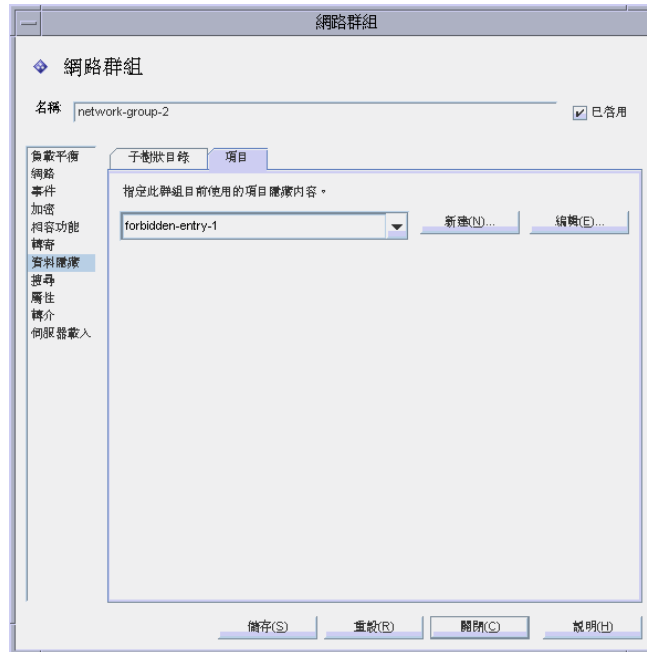 網路群組
網路群組
名稱 network-group-2 已啓用
負載平衡
網路
事件
加密
相容功能
轉寄
資料隱藏
搜尋
屬性
轉介
伺服器載入
子樹狀目錄 項目
指定此群組目前使用的項目隱藏內容。
forbidden-entry-1 新建(N)... 編輯(E)...
儲存(S) 重設(R) 關閉(C) 說明(H)